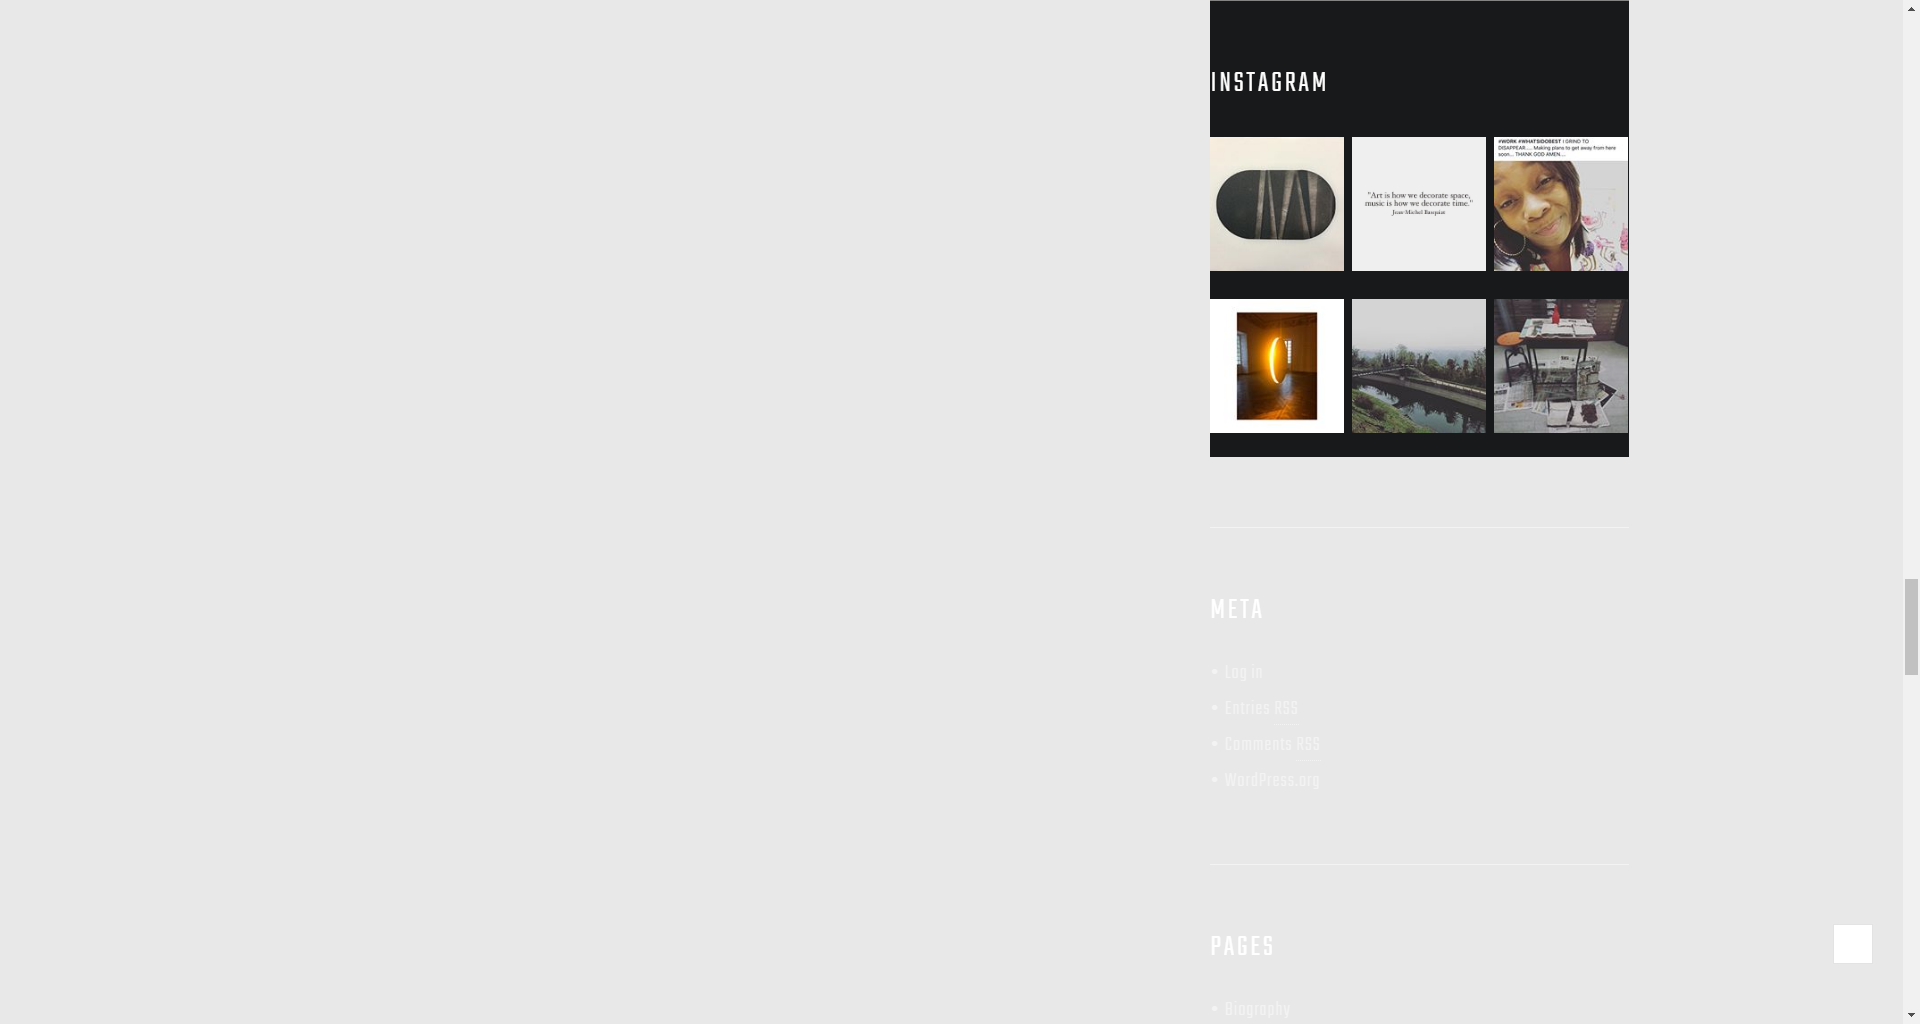 INSTAGRAM
#WORK #WHATSIDOBEST I GRIND TO
DISAPPEAR.... Making plans to get away from here
soon... THANK GOD AMEN....
"Art is how we decorate space,
music is how we decorate time."
Jean-Michel Basquiat
META
• Log in
• Entries RSS
• Comments RSS
• WordPress.org
PAGES
• Biography